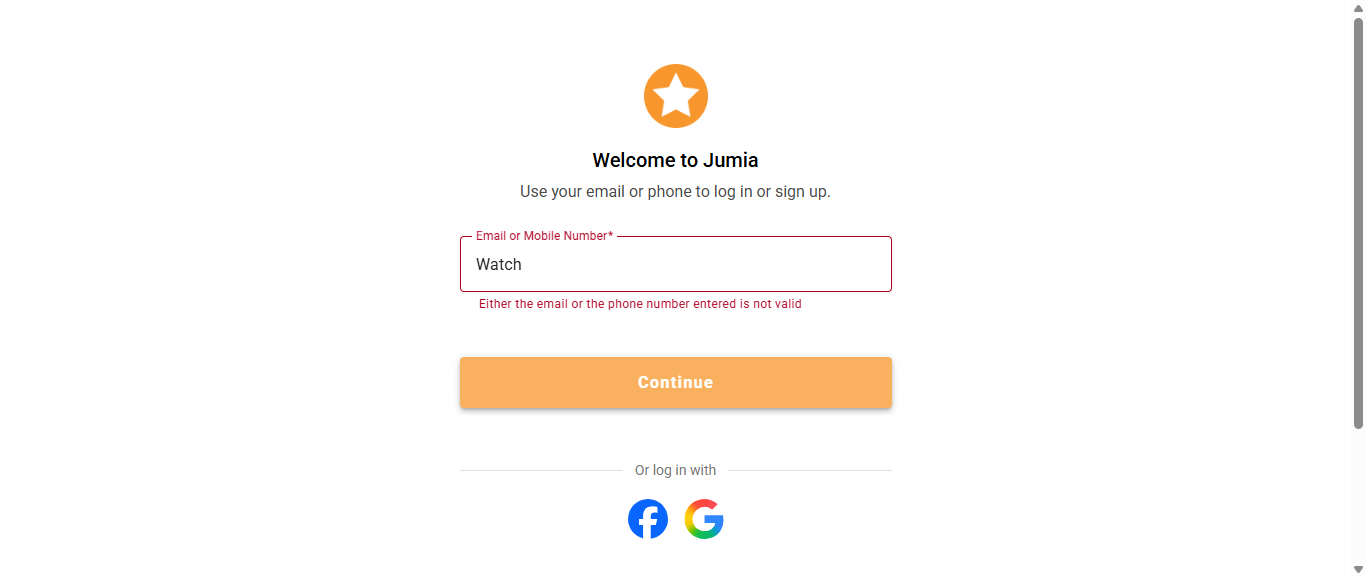 Welcome to Jumia
Use your email or phone to log in or sign up.
Email or Mobile Number*
Watch
Either the email or the phone number entered is not valid
Continue
Or log in with